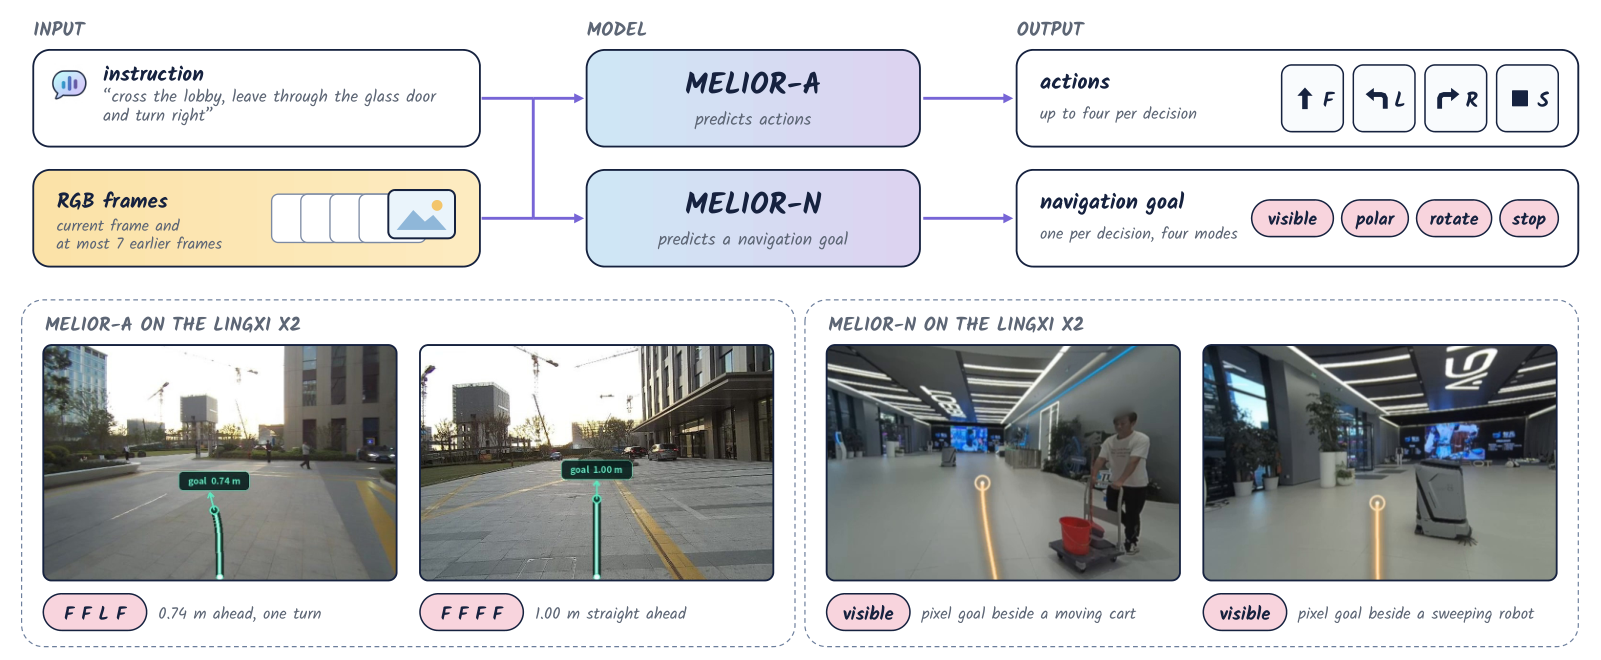 INPUT
MODEL
OUTPUT
instruction
“cross the lobby, leave through the glass door
and turn right”
MELIOR-A
predicts actions
actions
up to four per decision
F
L
R
S
RGB frames
current frame and
at most 7 earlier frames
MELIOR-N
predicts a navigation goal
navigation goal
one per decision, four modes
visible
polar
rotate
stop
MELIOR-A ON THE LINGXI X2
goal 0.74 m
goal 1.00 m
F F L F
0.74 m ahead, one turn
F F F F
1.00 m straight ahead
MELIOR-N ON THE LINGXI X2
visible
pixel goal beside a moving cart
visible
pixel goal beside a sweeping robot